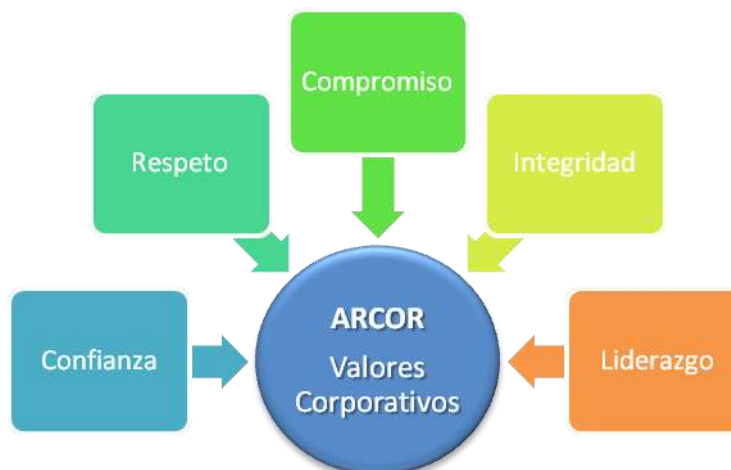 Compromiso
Respeto
Integridad
Confianza
ARCOR
Valores
Corporativos
Liderazgo